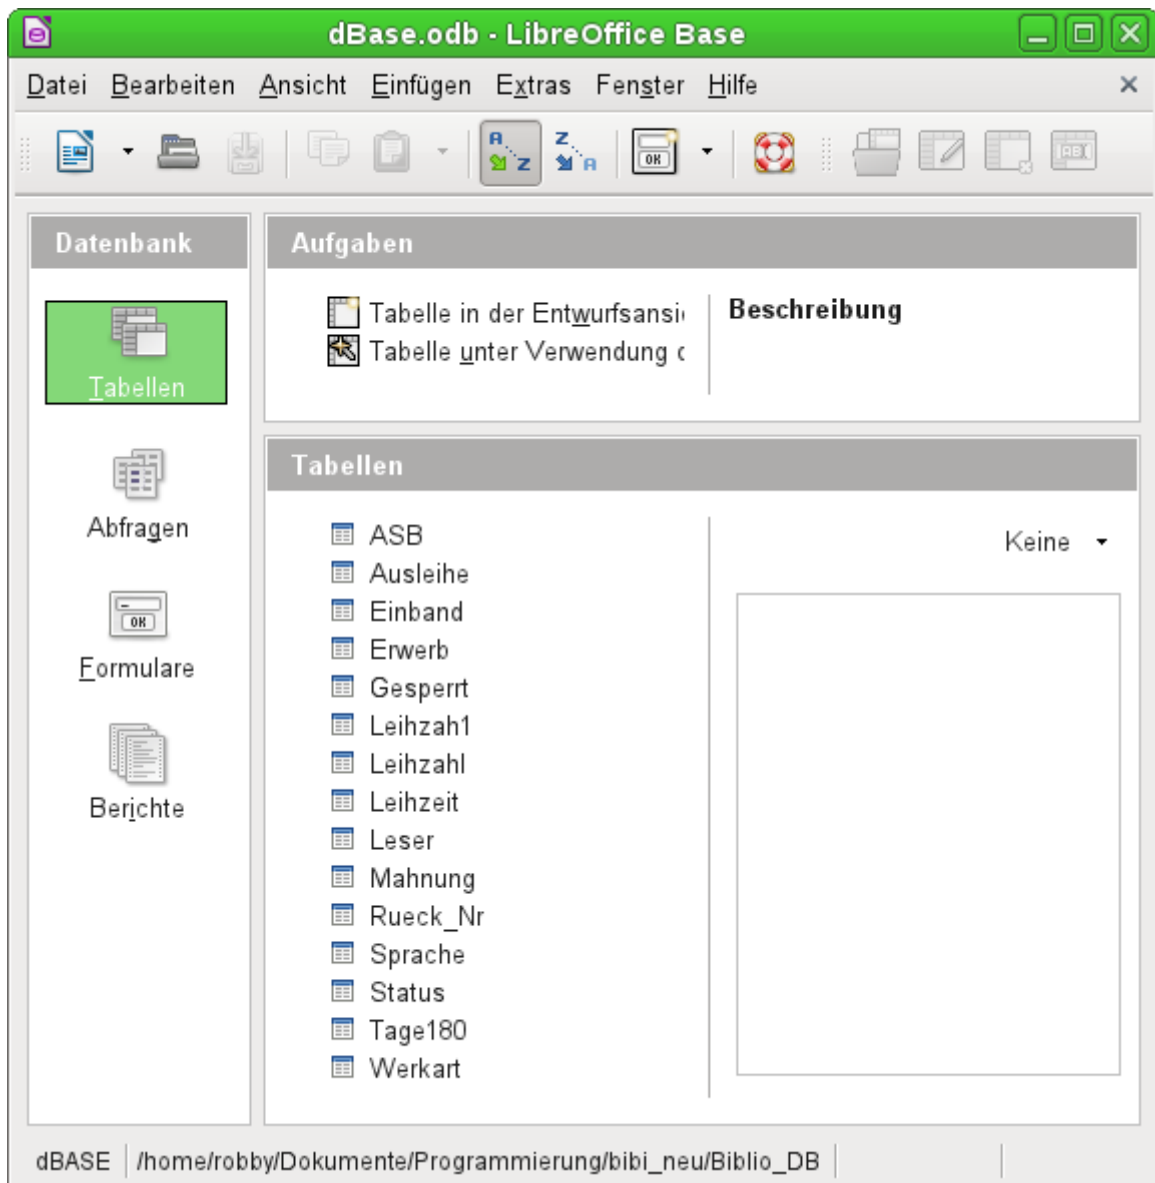 dBase.odb - LibreOffice Base
Datei Bearbeiten Ansicht Einfügen Extras Fenster Hilfe
Datenbank
Tabellen
Abfragen
Formulare
Berichte
Aufgaben
Tabelle in der Entwurfsansi
Tabelle unter Verwendung
Beschreibung
Tabellen
ASB
Ausleihe
Einband
Erwerb
Gesperrt
Leihzah1
Leihzahl
Leihzeit
Leser
Mahnung
Rueck_Nr
Sprache
Status
Tage180
Werkart
Keine
dBASE /home/robby/Dokumente/Programmierung/bibi_neu/Biblio_DB